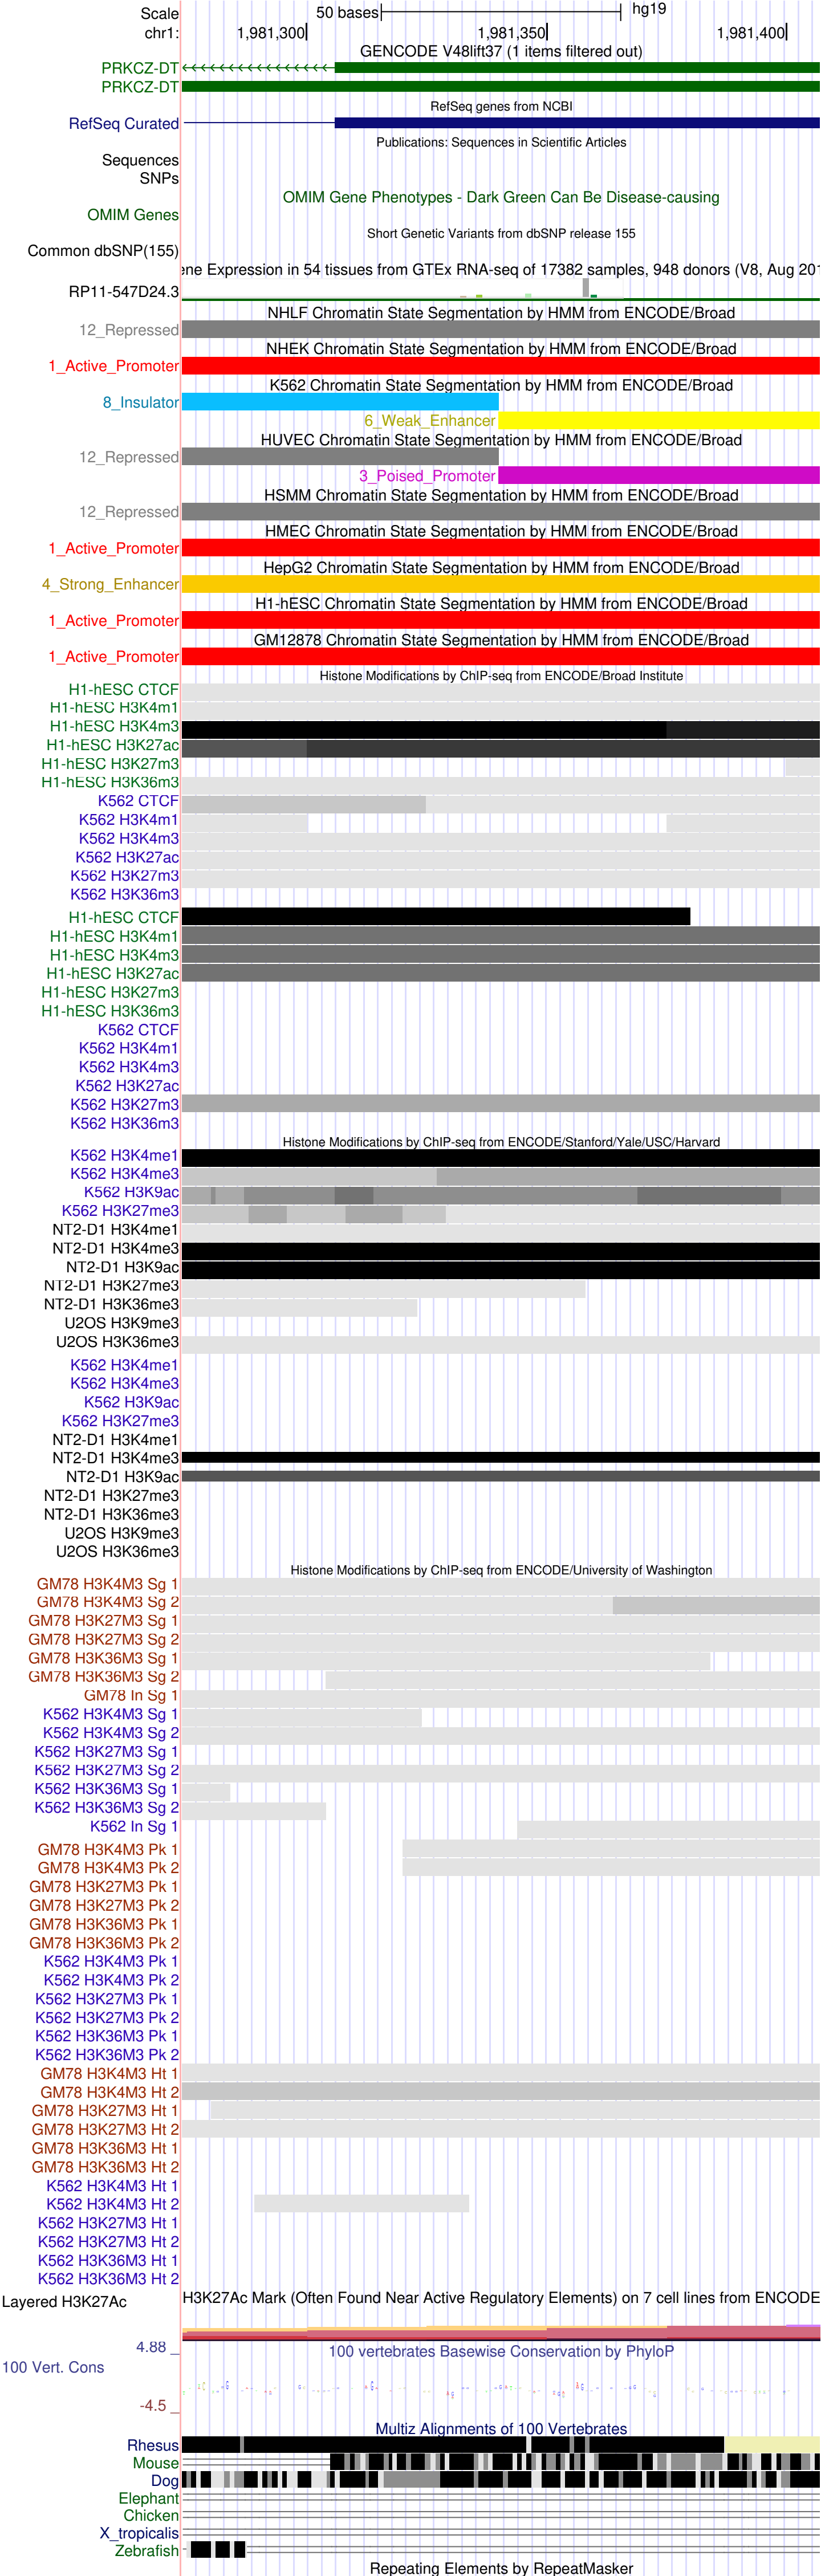 Scale 50 bases hg19
chr1: 1,981,300 1,981,350 1,981,400
GENCODE V48lift37 (1 items filtered out)
PRKCZ-DT
PRKCZ-DT
RefSeq genes from NCBI
RefSeq Curated
Publications: Sequences in Scientific Articles
Sequences
SNPs
OMIM Gene Phenotypes - Dark Green Can Be Disease-causing
OMIM Genes
Short Genetic Variants from dbSNP release 155
Common dbSNP(155)
ene Expression in 54 tissues from GTEx RNA-seq of 17382 samples, 948 donors (V8, Aug 201
RP11-547D24.3
NHLF Chromatin State Segmentation by HMM from ENCODE/Broad
12_Repressed
NHEK Chromatin State Segmentation by HMM from ENCODE/Broad
1_Active_Promoter
K562 Chromatin State Segmentation by HMM from ENCODE/Broad
8_Insulator
6_Weak_Enhancer
HUVEC Chromatin State Segmentation by HMM from ENCODE/Broad
12_Repressed
3_Poised_Promoter
HSMM Chromatin State Segmentation by HMM from ENCODE/Broad
12_Repressed
HMEC Chromatin State Segmentation by HMM from ENCODE/Broad
1_Active_Promoter
HepG2 Chromatin State Segmentation by HMM from ENCODE/Broad
4_Strong_Enhancer
H1-hESC Chromatin State Segmentation by HMM from ENCODE/Broad
1_Active_Promoter
GM12878 Chromatin State Segmentation by HMM from ENCODE/Broad
1_Active_Promoter
Histone Modifications by ChIP-seq from ENCODE/Broad Institute
H1-hESC CTCF
H1-hESC H3K4m1
H1-hESC H3K4m3
H1-hESC H3K27ac
H1-hESC H3K27m3
H1-hESC H3K36m3
K562 CTCF
K562 H3K4m1
K562 H3K4m3
K562 H3K27ac
K562 H3K27m3
K562 H3K36m3
H1-hESC CTCF
H1-hESC H3K4m1
H1-hESC H3K4m3
H1-hESC H3K27ac
H1-hESC H3K27m3
H1-hESC H3K36m3
K562 CTCF
K562 H3K4m1
K562 H3K4m3
K562 H3K27ac
K562 H3K27m3
K562 H3K36m3
Histone Modifications by ChIP-seq from ENCODE/Stanford/Yale/USC/Harvard
K562 H3K4me1
K562 H3K4me3
K562 H3K9ac
K562 H3K27me3
NT2-D1 H3K4me1
NT2-D1 H3K4me3
NT2-D1 H3K9ac
NT2-D1 H3K27me3
NT2-D1 H3K36me3
U2OS H3K9me3
U2OS H3K36me3
K562 H3K4me1
K562 H3K4me3
K562 H3K9ac
K562 H3K27me3
NT2-D1 H3K4me1
NT2-D1 H3K4me3
NT2-D1 H3K9ac
NT2-D1 H3K27me3
NT2-D1 H3K36me3
U2OS H3K9me3
U2OS H3K36me3
Histone Modifications by ChIP-seq from ENCODE/University of Washington
GM78 H3K4M3 Sg 1
GM78 H3K4M3 Sg 2
GM78 H3K27M3 Sg 1
GM78 H3K27M3 Sg 2
GM78 H3K36M3 Sg 1
GM78 H3K36M3 Sg 2
GM78 In Sg 1
K562 H3K4M3 Sg 1
K562 H3K4M3 Sg 2
K562 H3K27M3 Sg 1
K562 H3K27M3 Sg 2
K562 H3K36M3 Sg 1
K562 H3K36M3 Sg 2
K562 In Sg 1
GM78 H3K4M3 Pk 1
GM78 H3K4M3 Pk 2
GM78 H3K27M3 Pk 1
GM78 H3K27M3 Pk 2
GM78 H3K36M3 Pk 1
GM78 H3K36M3 Pk 2
K562 H3K4M3 Pk 1
K562 H3K4M3 Pk 2
K562 H3K27M3 Pk 1
K562 H3K27M3 Pk 2
K562 H3K36M3 Pk 1
K562 H3K36M3 Pk 2
GM78 H3K4M3 Ht 1
GM78 H3K4M3 Ht 2
GM78 H3K27M3 Ht 1
GM78 H3K27M3 Ht 2
GM78 H3K36M3 Ht 1
GM78 H3K36M3 Ht 2
K562 H3K4M3 Ht 1
K562 H3K4M3 Ht 2
K562 H3K27M3 Ht 1
K562 H3K27M3 Ht 2
K562 H3K36M3 Ht 1
K562 H3K36M3 Ht 2
H3K27Ac Mark (Often Found Near Active Regulatory Elements) on 7 cell lines from ENCODE
Layered H3K27Ac
4.88 _ 100 vertebrates Basewise Conservation by PhyloP
100 Vert. Cons
-4.5 _
Multiz Alignments of 100 Vertebrates
Rhesus
Mouse
Dog
Elephant
Chicken
X_tropicalis
Zebrafish
Repeating Elements by RepeatMasker